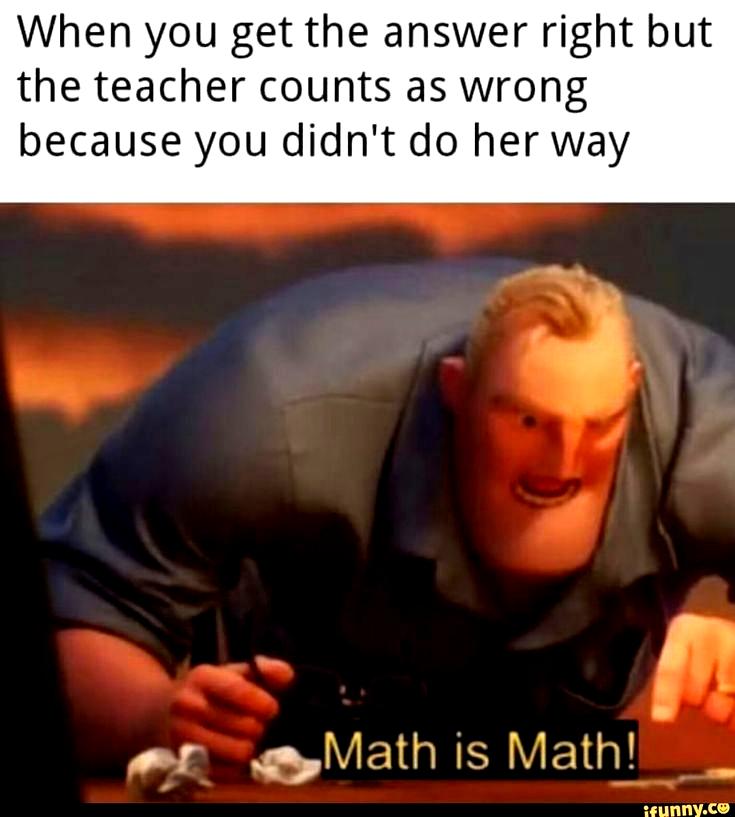 When you get the answer right but
the teacher counts as wrong
because you didn't do her way
Math is Math!
ifunny.co